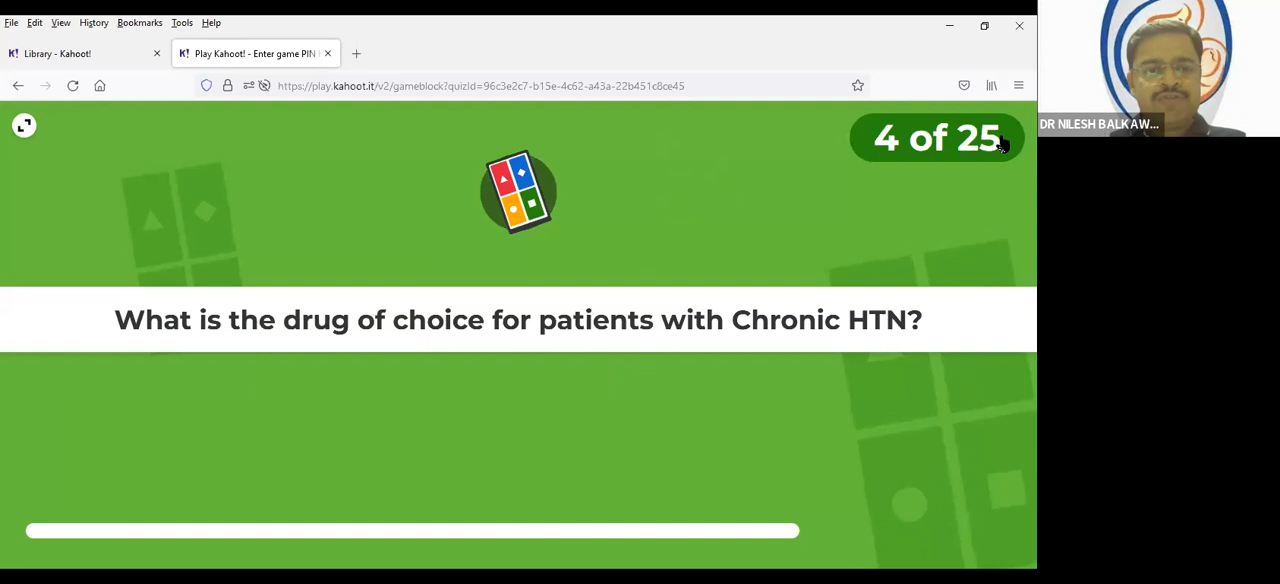 File Edit View History Bookmarks Tools Help
K! Library - Kahoot!
K! Play Kahoot! - Enter game PIN
https://play.kahoot.it/v2/gameblock?quizId=96c3e2c7-b15e-4c62-a43a-22b451c8ce45
4 of 25
DR NILESH BALKAW...
What is the drug of choice for patients with Chronic HTN?